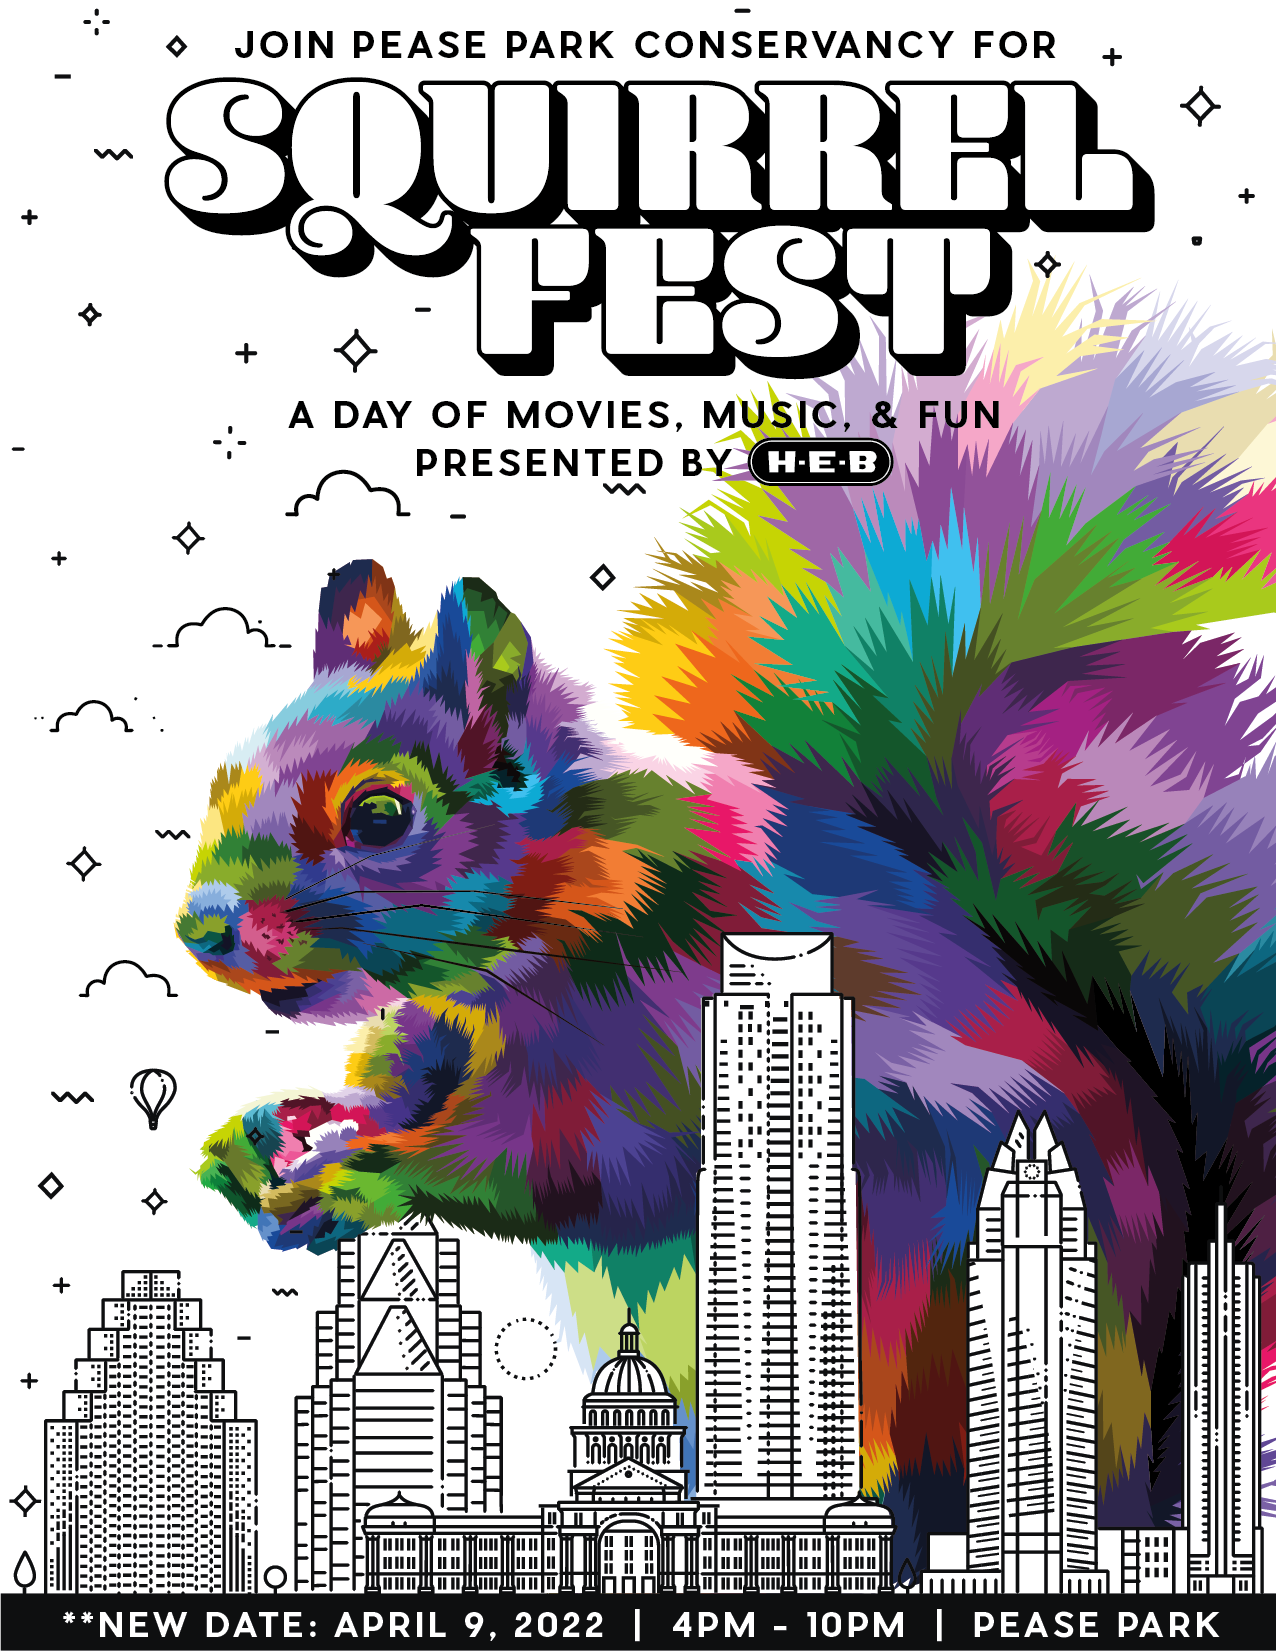 JOIN PEASE PARK CONSERVANCY FOR
SQUIRREL
FEST
A DAY OF MOVIES, MUSIC, & FUN
PRESENTED BY H-E-B
**NEW DATE: APRIL 9, 2022 | 4PM - 10PM | PEASE PARK